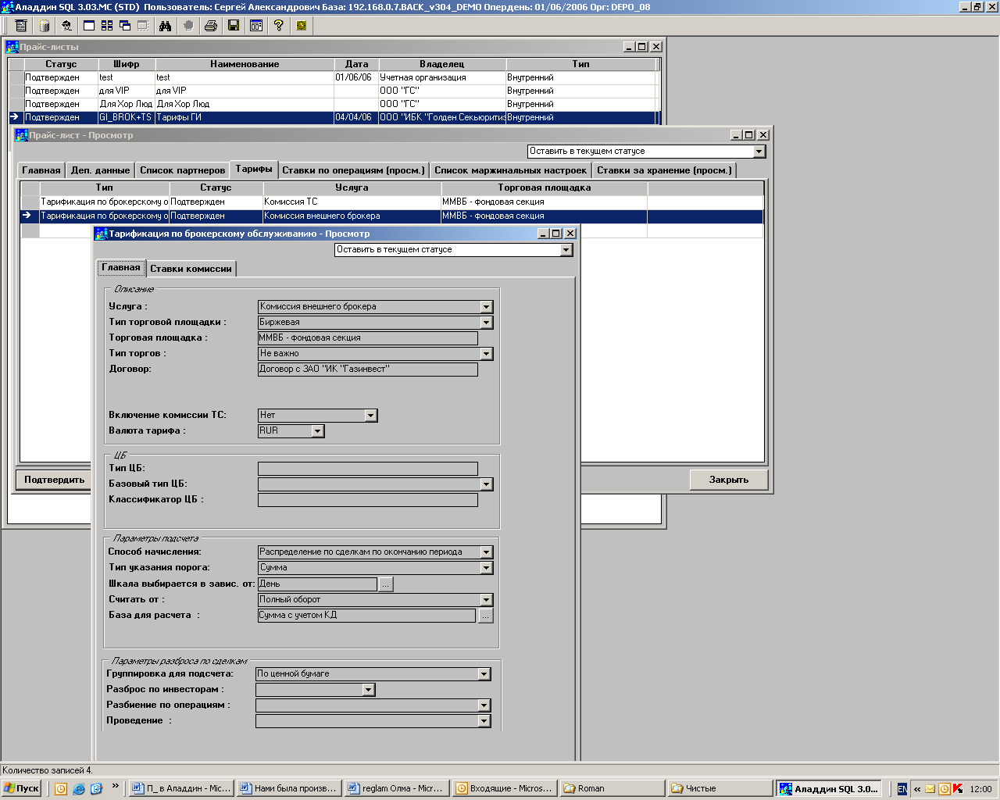 Аладдин SQL 3.03.MC (STD) Пользователь: Сергей Александрович База: 192.168.0.7.BACK_v304_DEMO Опердень: 01/06/2006 Орг: DEPO_08
Прайс-листы
Статус Шифр Наименование Дата Владелец Тип
Подтвержден test test 01/06/06 Учетная организация Внутренний
Подтвержден для VIP для VIP ООО "ГС" Внутренний
Подтвержден Для Хор Люд Для Хор Люд ООО "ГС" Внутренний
Подтвержден GI_BROK+TS Тарифы ГИ 04/04/06 ООО "ИБК "Голден Секьюритиз Внутренний
Прайс-лист - Просмотр
Оставить в текущем статусе
Главная Деп. данные Список партнеров Тарифы Ставки по операциям (просм.) Список маржинальных настроек Ставки за хранение (просм.)
Тип Статус Услуга Торговая площадка
Тарификация по брокерскому о Подтвержден Комиссия ТС ММВБ - фондовая секция
Тарификация по брокерскому о Подтвержден Комиссия внешнего брокера ММВБ - фондовая секция
Тарификация по брокерскому обслуживанию - Просмотр
Оставить в текущем статусе
Главная Ставки комиссии
Описание
Услуга : Комиссия внешнего брокера
Тип торговой площадки : Биржевая
Торговая площадка : ММВБ - фондовая секция
Тип торгов : Не важно
Договор: Договор с ЗАО "ИК "Газинвест"
Включение комиссии ТС: Нет
Валюта тарифа : RUR
ЦБ
Тип ЦБ:
Базовый тип ЦБ:
Классификатор ЦБ :
Подтвердить Закрыть
Параметры подсчета
Способ начисления: Распределение по сделкам по окончанию периода
Тип указания порога: Сумма
Шкала выбирается в завис. от: День ...
Считать от : Полный оборот
База для расчета : Сумма с учетом КД ...
Параметры разброса по сделкам
Группировка для подсчета: По ценной бумаге
Разброс по инвесторам :
Разбиение по операциям :
Проведение :
Количество записей 4.
Пуск » П_ в Аладдин - Mic... Нами была произв... reglam Олма - Micr... Входящие - Micros... Roman Чистые Аладдин SQL 3.0... EN « 12:00